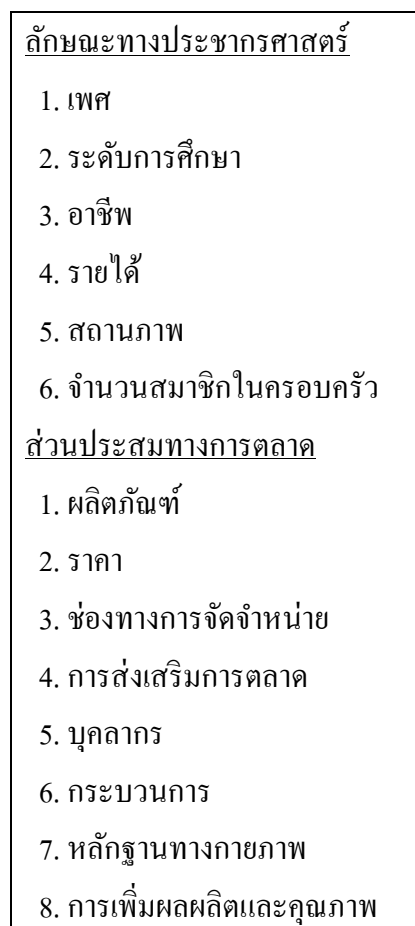 ลักษณะทางประชากรศาสตร์
1. เพศ
2. ระดับการศึกษา
3. อาชีพ
4. รายได้
5. สถานภาพ
6. จำนวนสมาชิกในครอบครัว
ส่วนประสมทางการตลาด
1. ผลิตภัณฑ์
2. ราคา
3. ช่องทางการจัดจำหน่าย
4. การส่งเสริมการตลาด
5. บุคลากร
6. กระบวนการ
7. หลักฐานทางกายภาพ
8. การเพิ่มผลผลิตและคุณภาพ